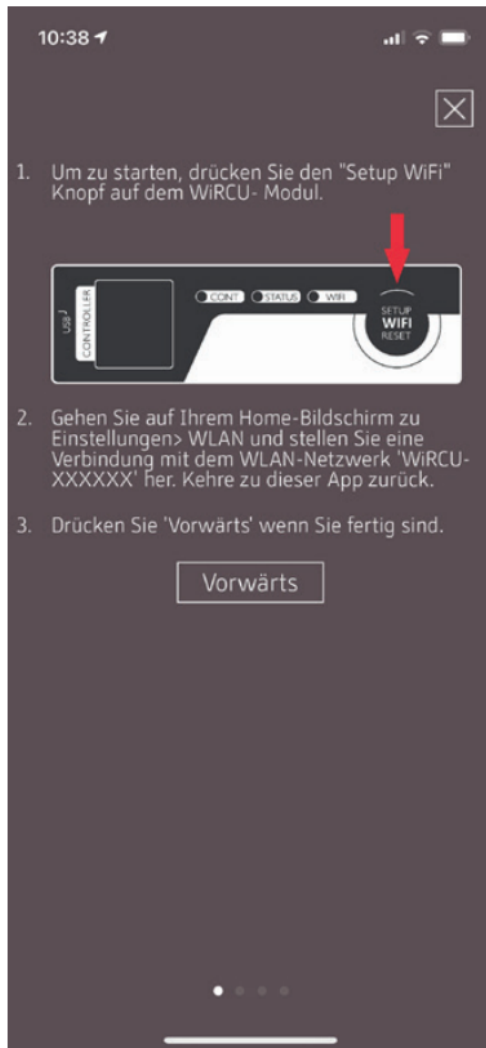 10:38
1. Um zu starten, drücken Sie den "Setup WiFi"
Knopf auf dem WiRCU- Modul.
USB
CONTROLLER
CONT STATUS WIFI
SETUP
WIFI
RESET
2. Gehen Sie auf Ihrem Home-Bildschirm zu
Einstellungen> WLAN und stellen Sie eine
Verbindung mit dem WLAN-Netzwerk 'WiRCU-
XXXXXX' her. Kehre zu dieser App zurück.
3. Drücken Sie 'Vorwärts' wenn Sie fertig sind.
Vorwärts